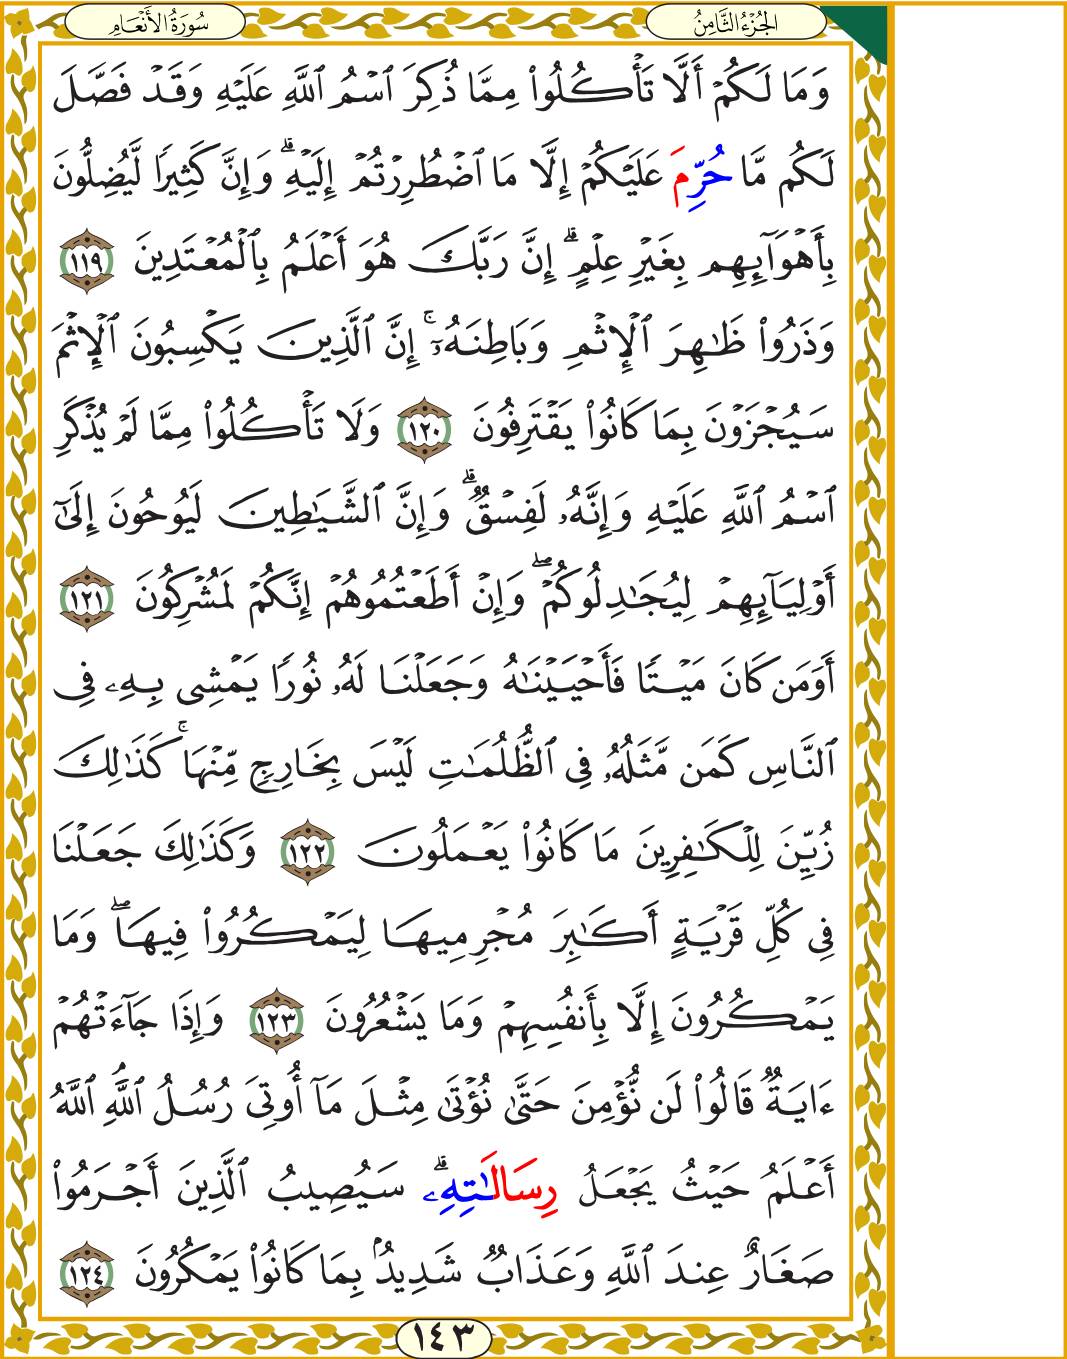 سُورَةُ الأَنْعَامِ
الجُزْءُ الثَّامِنُ
وَمَا لَكُمۡ أَلَّا تَأۡكُلُواْ مِمَّا ذُكِرَ ٱسۡمُ ٱللَّهِ عَلَيۡهِ وَقَدۡ فَصَّلَ
لَكُم مَّا حُرِّمَ عَلَيۡكُمۡ إِلَّا مَا ٱضۡطُرِرۡتُمۡ إِلَيۡهِۗ وَإِنَّ كَثِيرٗا لَّيُضِلُّونَ
بِأَهۡوَآئِهِم بِغَيۡرِ عِلۡمٍۗ إِنَّ رَبَّكَ هُوَ أَعۡلَمُ بِٱلۡمُعۡتَدِينَ ١١٩
وَذَرُواْ ظَٰهِرَ ٱلۡإِثۡمِ وَبَاطِنَهُۥٓۚ إِنَّ ٱلَّذِينَ يَكۡسِبُونَ ٱلۡإِثۡمَ
سَيُجۡزَوۡنَ بِمَا كَانُواْ يَقۡتَرِفُونَ ١٢٠ وَلَا تَأۡكُلُواْ مِمَّا لَمۡ يُذۡكَرِ
ٱسۡمُ ٱللَّهِ عَلَيۡهِ وَإِنَّهُۥ لَفِسۡقٞۗ وَإِنَّ ٱلشَّيَٰطِينَ لَيُوحُونَ إِلَىٰٓ
أَوۡلِيَآئِهِمۡ لِيُجَٰدِلُوكُمۡۖ وَإِنۡ أَطَعۡتُمُوهُمۡ إِنَّكُمۡ لَمُشۡرِكُونَ ١٢١
أَوَمَن كَانَ مَيۡتٗا فَأَحۡيَيۡنَٰهُ وَجَعَلۡنَا لَهُۥ نُورٗا يَمۡشِي بِهِۦ فِي
ٱلنَّاسِ كَمَن مَّثَلُهُۥ فِي ٱلظُّلُمَٰتِ لَيۡسَ بِخَارِجٖ مِّنۡهَاۚ كَذَٰلِكَ
زُيِّنَ لِلۡكَٰفِرِينَ مَا كَانُواْ يَعۡمَلُونَ ١٢٢ وَكَذَٰلِكَ جَعَلۡنَا
فِي كُلِّ قَرۡيَةٍ أَكَٰبِرَ مُجۡرِمِيهَا لِيَمۡكُرُواْ فِيهَاۖ وَمَا
يَمۡكُرُونَ إِلَّا بِأَنفُسِهِمۡ وَمَا يَشۡعُرُونَ ١٢٣ وَإِذَا جَآءَتۡهُمۡ
ءَايَةٞ قَالُواْ لَن نُّؤۡمِنَ حَتَّىٰ نُؤۡتَىٰ مِثۡلَ مَآ أُوتِيَ رُسُلُ ٱللَّهِۘ ٱللَّهُ
أَعۡلَمُ حَيۡثُ يَجۡعَلُ رِسَالَٰتِهِۦۗ سَيُصِيبُ ٱلَّذِينَ أَجۡرَمُواْ
صَغَارٌ عِندَ ٱللَّهِ وَعَذَابٞ شَدِيدُۢ بِمَا كَانُواْ يَمۡكُرُونَ ١٢٤
١٤٣